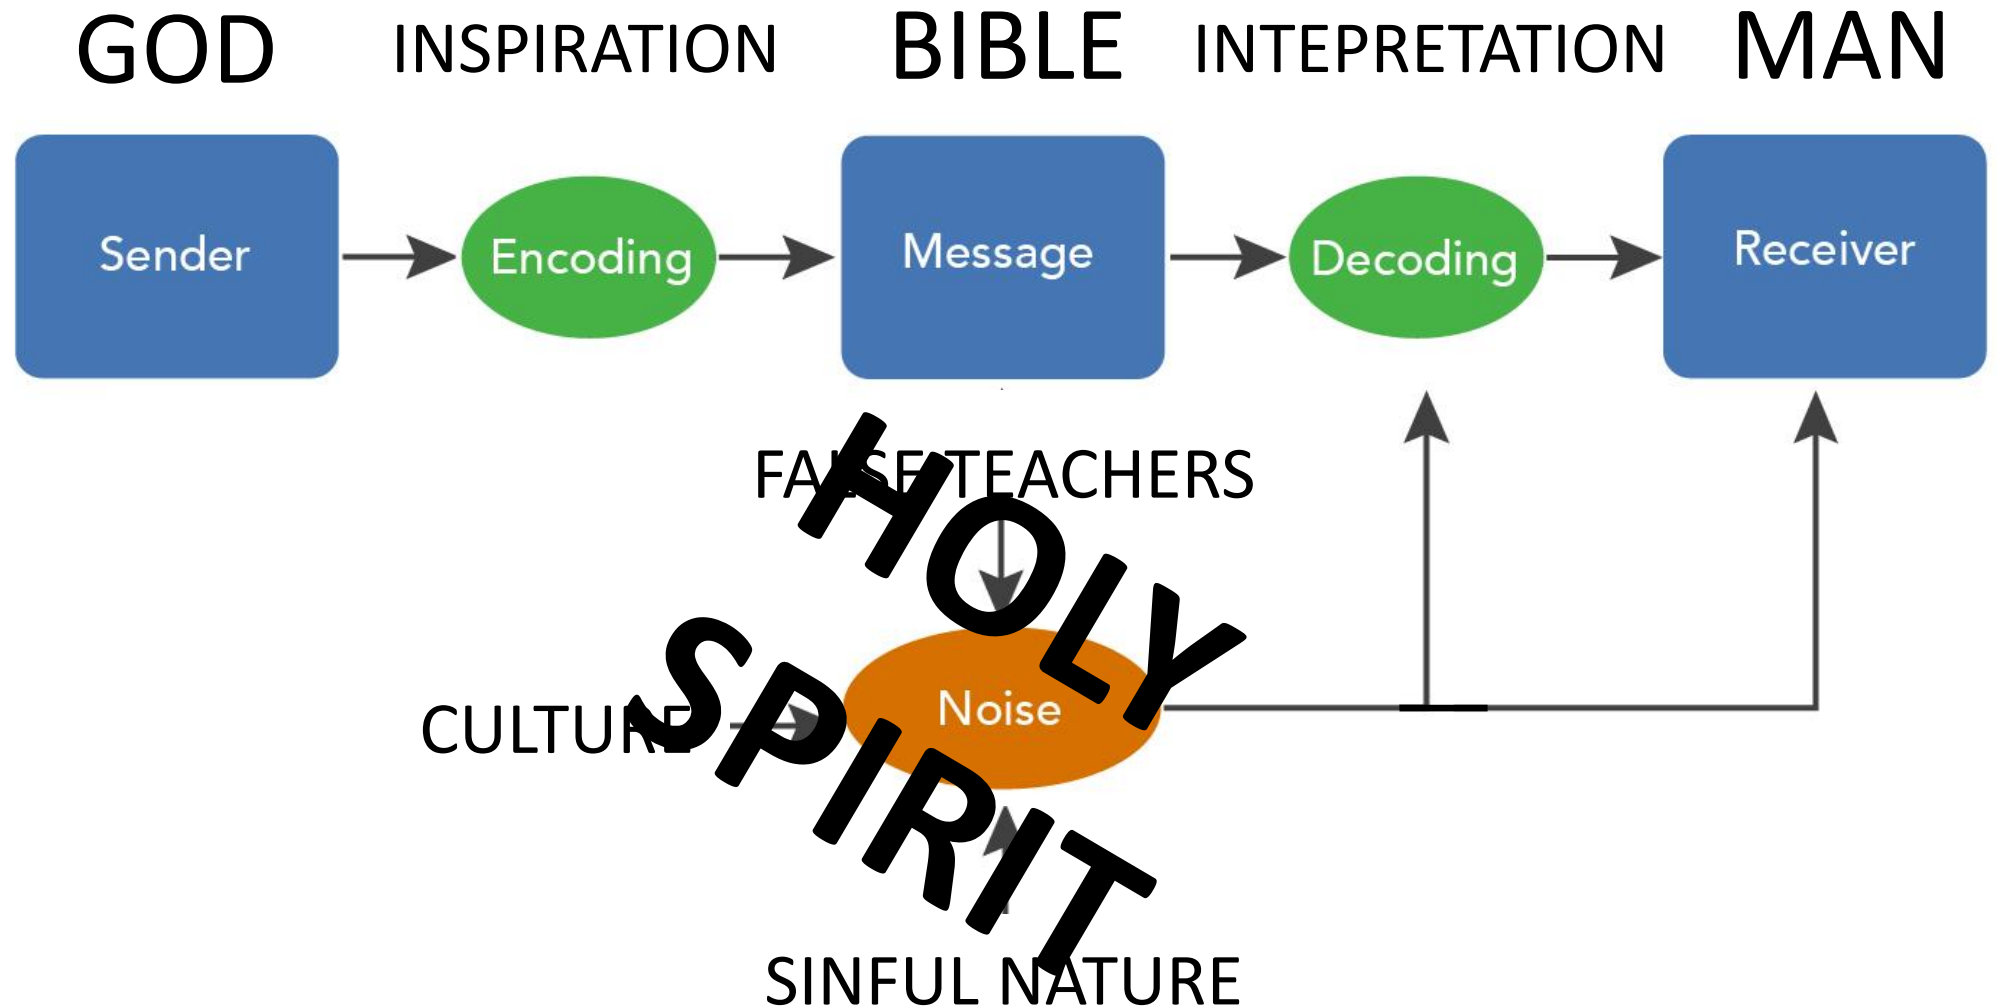 GOD INSPIRATION BIBLE INTEPRETATION MAN
Sender Encoding Message Decoding Receiver
FALSE TEACHERS
HOLY
SPIRIT
CULTURE
Noise
SINFUL NATURE